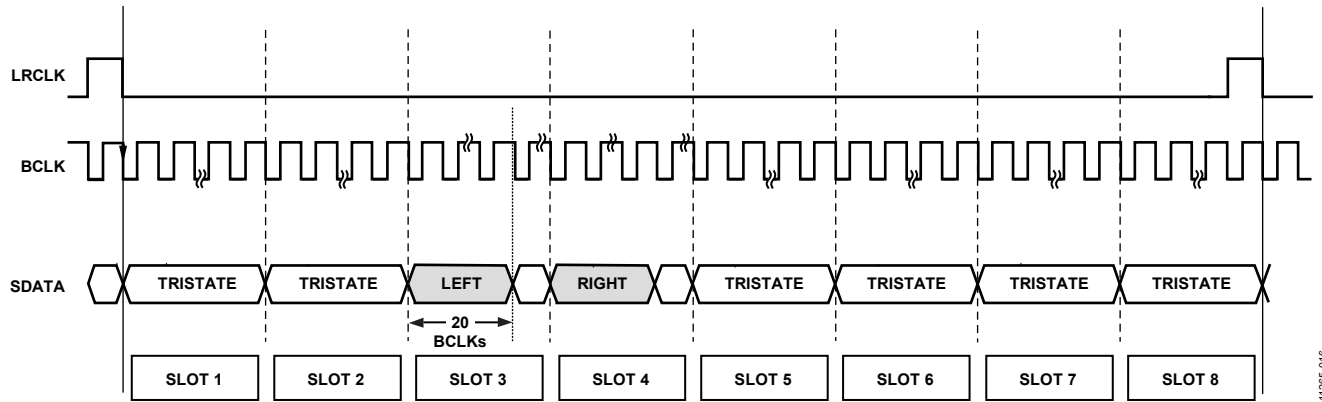 LRCLK
BCLK
SDATA
TRISTATE TRISTATE LEFT RIGHT TRISTATE TRISTATE TRISTATE TRISTATE
20
BCLKs
SLOT 1 SLOT 2 SLOT 3 SLOT 4 SLOT 5 SLOT 6 SLOT 7 SLOT 8